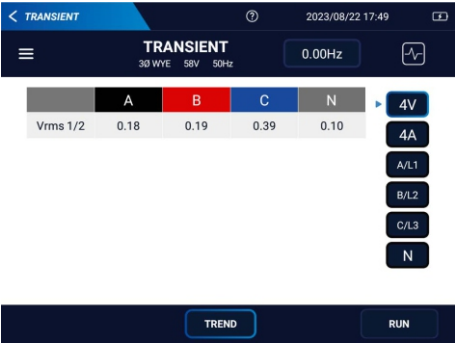 TRANSIENT 2023/08/22 17:49
TRANSIENT
3Ø WYE 58V 50Hz
0.00Hz
A B C N
Vrms 1/2 0.18 0.19 0.39 0.10
4V
4A
A/L1
B/L2
C/L3
N
TREND RUN